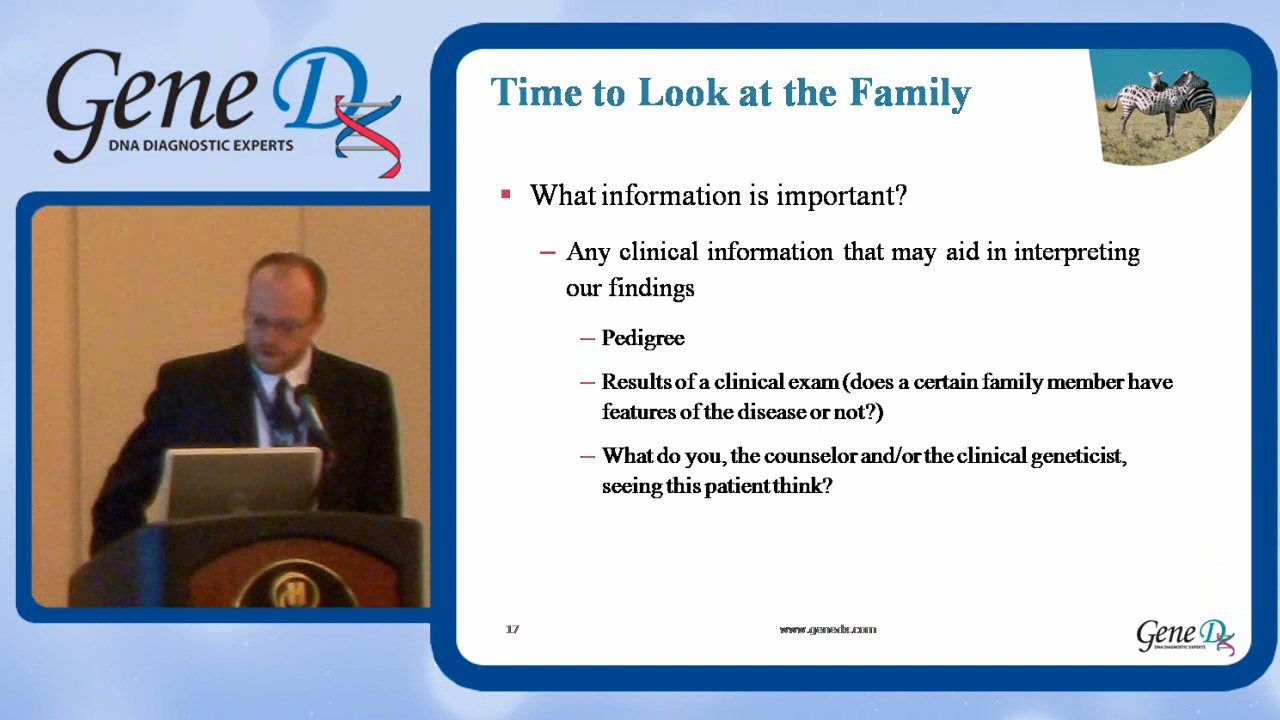 Gene Dx
DNA DIAGNOSTIC EXPERTS
Time to Look at the Family
What information is important?
– Any clinical information that may aid in interpreting
our findings
– Pedigree
– Results of a clinical exam (does a certain family member have
features of the disease or not?)
– What do you, the counselor and/or the clinical geneticist,
seeing this patient think?
17
www.genedx.com
Gene Dx
DNA DIAGNOSTIC EXPERTS